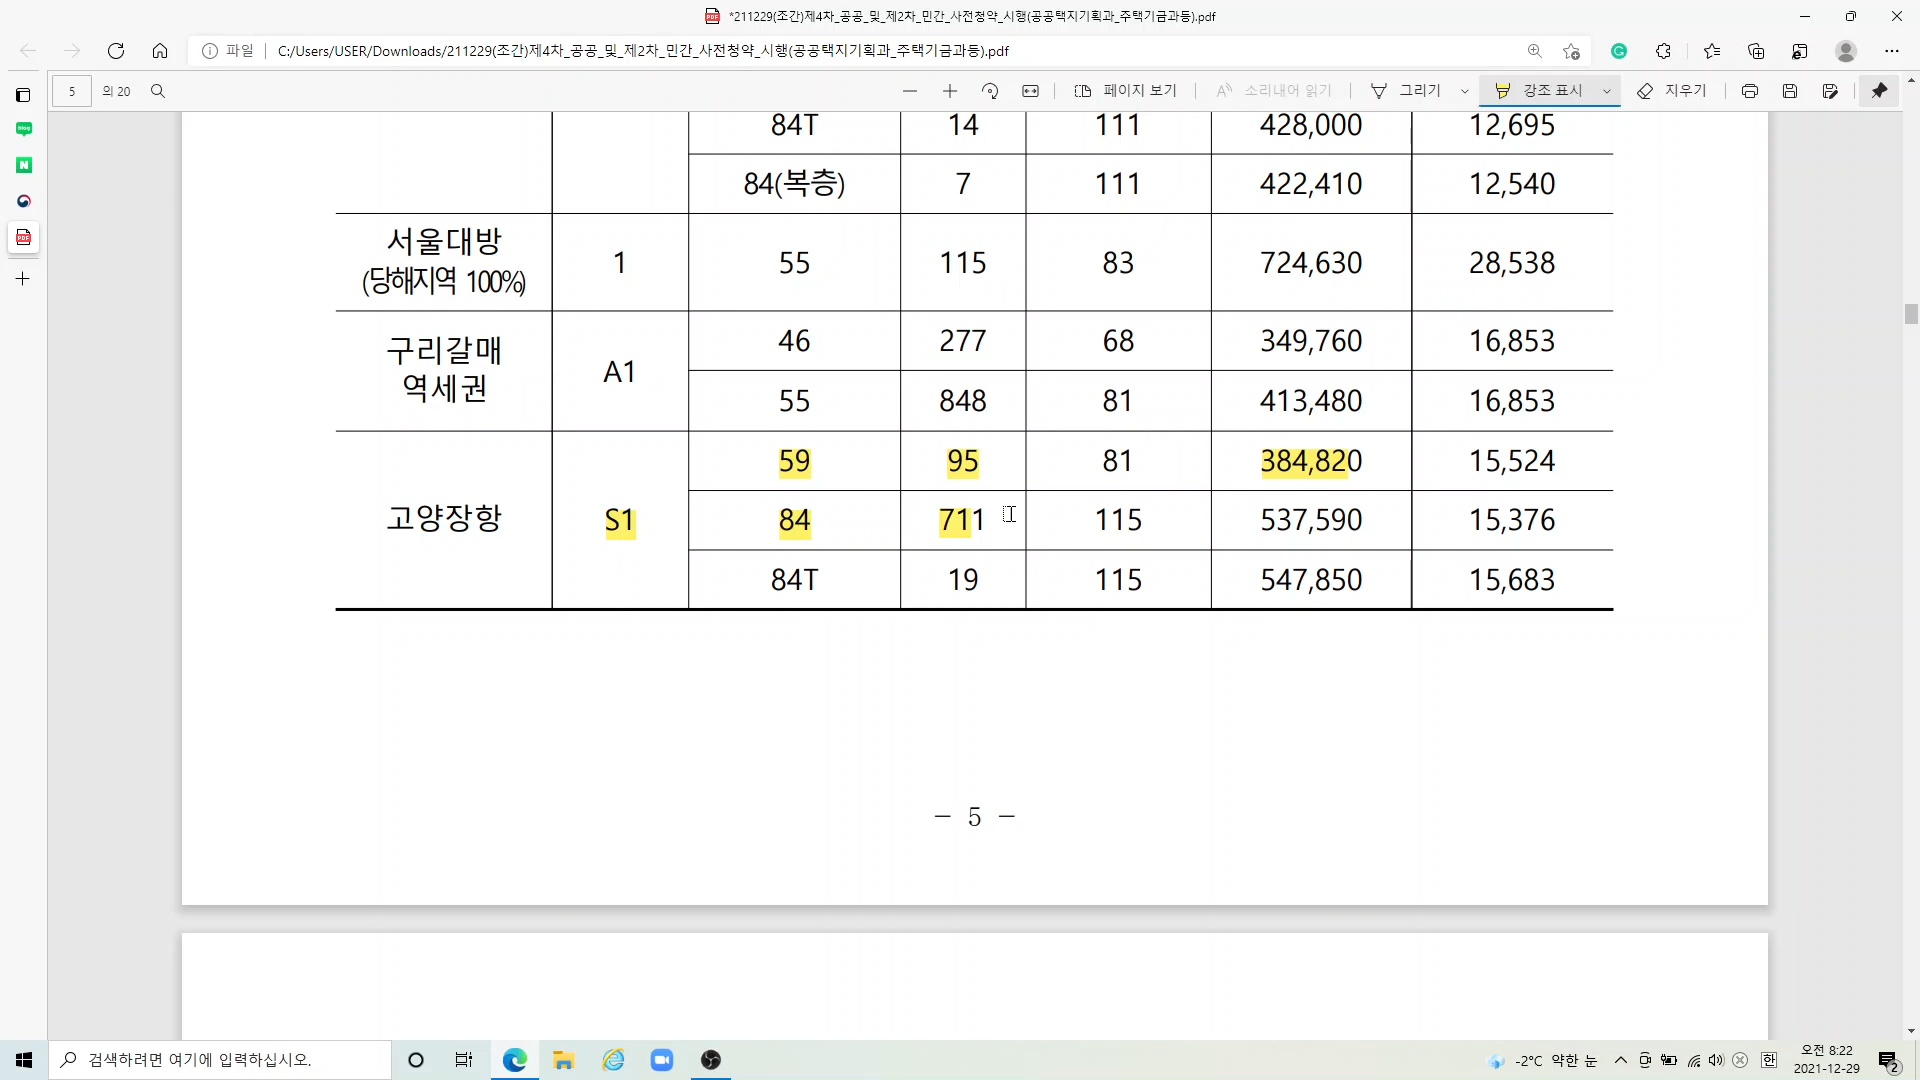 *211229(조간)제4차_공공_및_제2차_민간_사전청약_시행(공공택지기획과_주택기금과등).pdf
파일 C:/Users/USER/Downloads/211229(조간)제4차_공공_및_제2차_민간_사전청약_시행(공공택지기획과_주택기금과등).pdf
5 의 20 페이지 보기 소리내어 읽기 그리기 강조 표시 지우기
84T 14 111 428,000 12,695
84(복층) 7 111 422,410 12,540
서울대방
(당해지역 100%)
1 55 115 83 724,630 28,538
구리갈매
역세권
A1
46 277 68 349,760 16,853
55 848 81 413,480 16,853
고양장항
S1
59 95 81 384,820 15,524
84 711 115 537,590 15,376
84T 19 115 547,850 15,683
– 5 –
검색하려면 여기에 입력하십시오.
-2°C 약한 눈
한
오전 8:22
2021-12-29
2